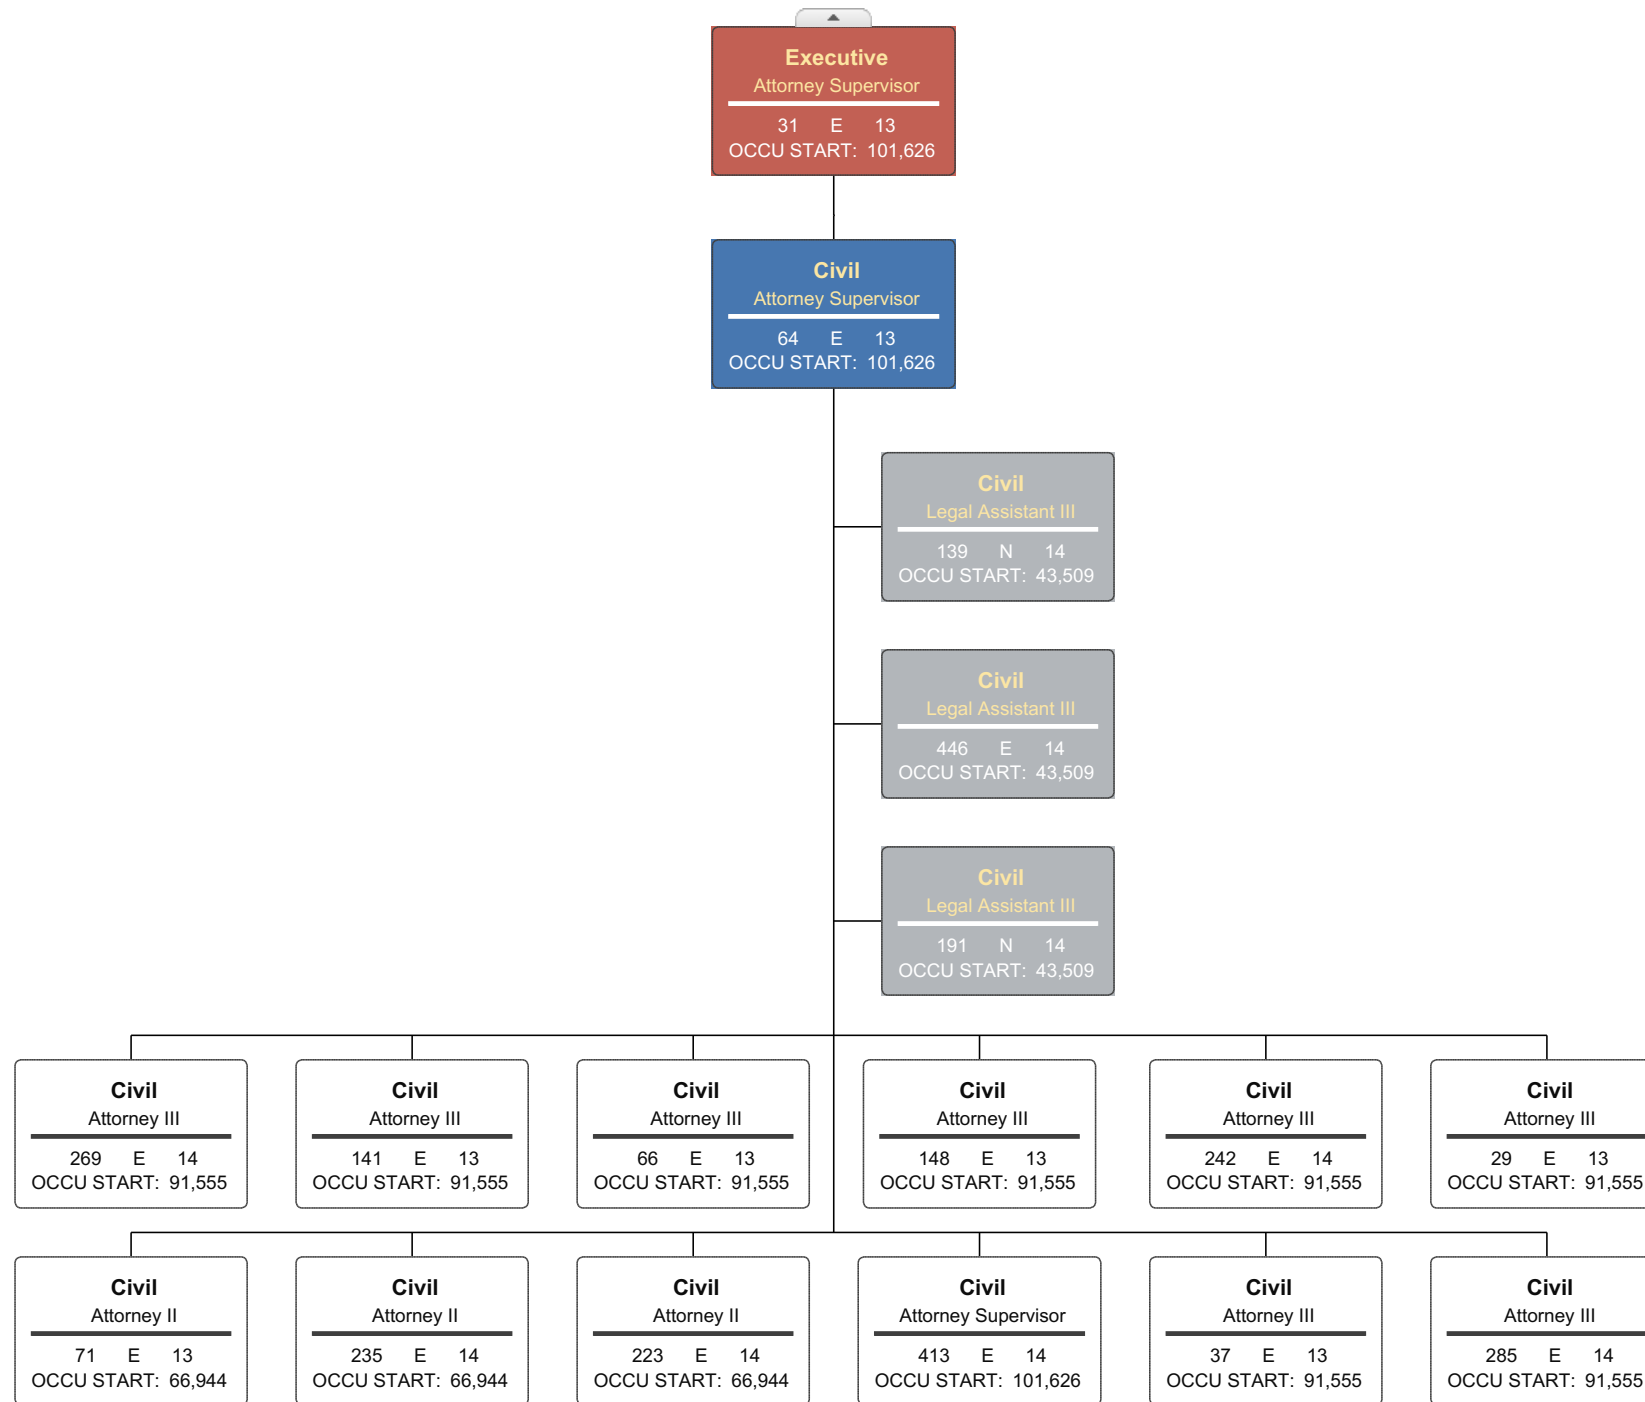 Executive
Attorney Supervisor
31 E 13
OCCU START: 101,626
Civil
Attorney Supervisor
64 E 13
OCCU START: 101,626
Civil
Legal Assistant III
139 N 14
OCCU START: 43,509
Civil
Legal Assistant III
446 E 14
OCCU START: 43,509
Civil
Legal Assistant III
191 N 14
OCCU START: 43,509
Civil
Attorney III
269 E 14
OCCU START: 91,555
Civil
Attorney III
141 E 13
OCCU START: 91,555
Civil
Attorney III
66 E 13
OCCU START: 91,555
Civil
Attorney III
148 E 13
OCCU START: 91,555
Civil
Attorney III
242 E 14
OCCU START: 91,555
Civil
Attorney III
29 E 13
OCCU START: 91,555
Civil
Attorney II
71 E 13
OCCU START: 66,944
Civil
Attorney II
235 E 14
OCCU START: 66,944
Civil
Attorney II
223 E 14
OCCU START: 66,944
Civil
Attorney Supervisor
413 E 14
OCCU START: 101,626
Civil
Attorney III
37 E 13
OCCU START: 91,555
Civil
Attorney III
285 E 14
OCCU START: 91,555